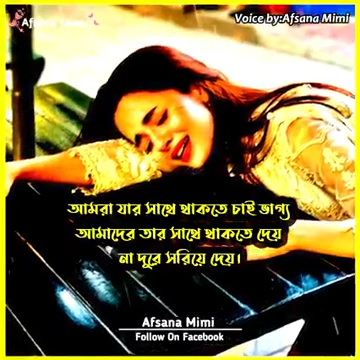 Voice by:Afsana Mimi
আমরা যার সাথে থাকতে চাই ভাগ্য
আমাদের তার সাথে থাকতে দেয়
না দুরে সরিয়ে দেয়।
Afsana Mimi
Follow On Facebook